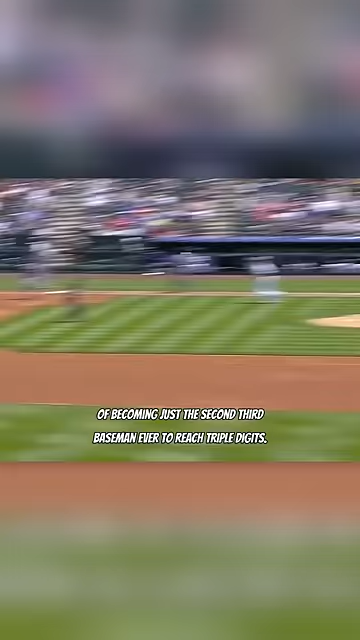 OF BECOMING JUST THE SECOND THIRD
BASEMAN EVER TO REACH TRIPLE DIGITS.